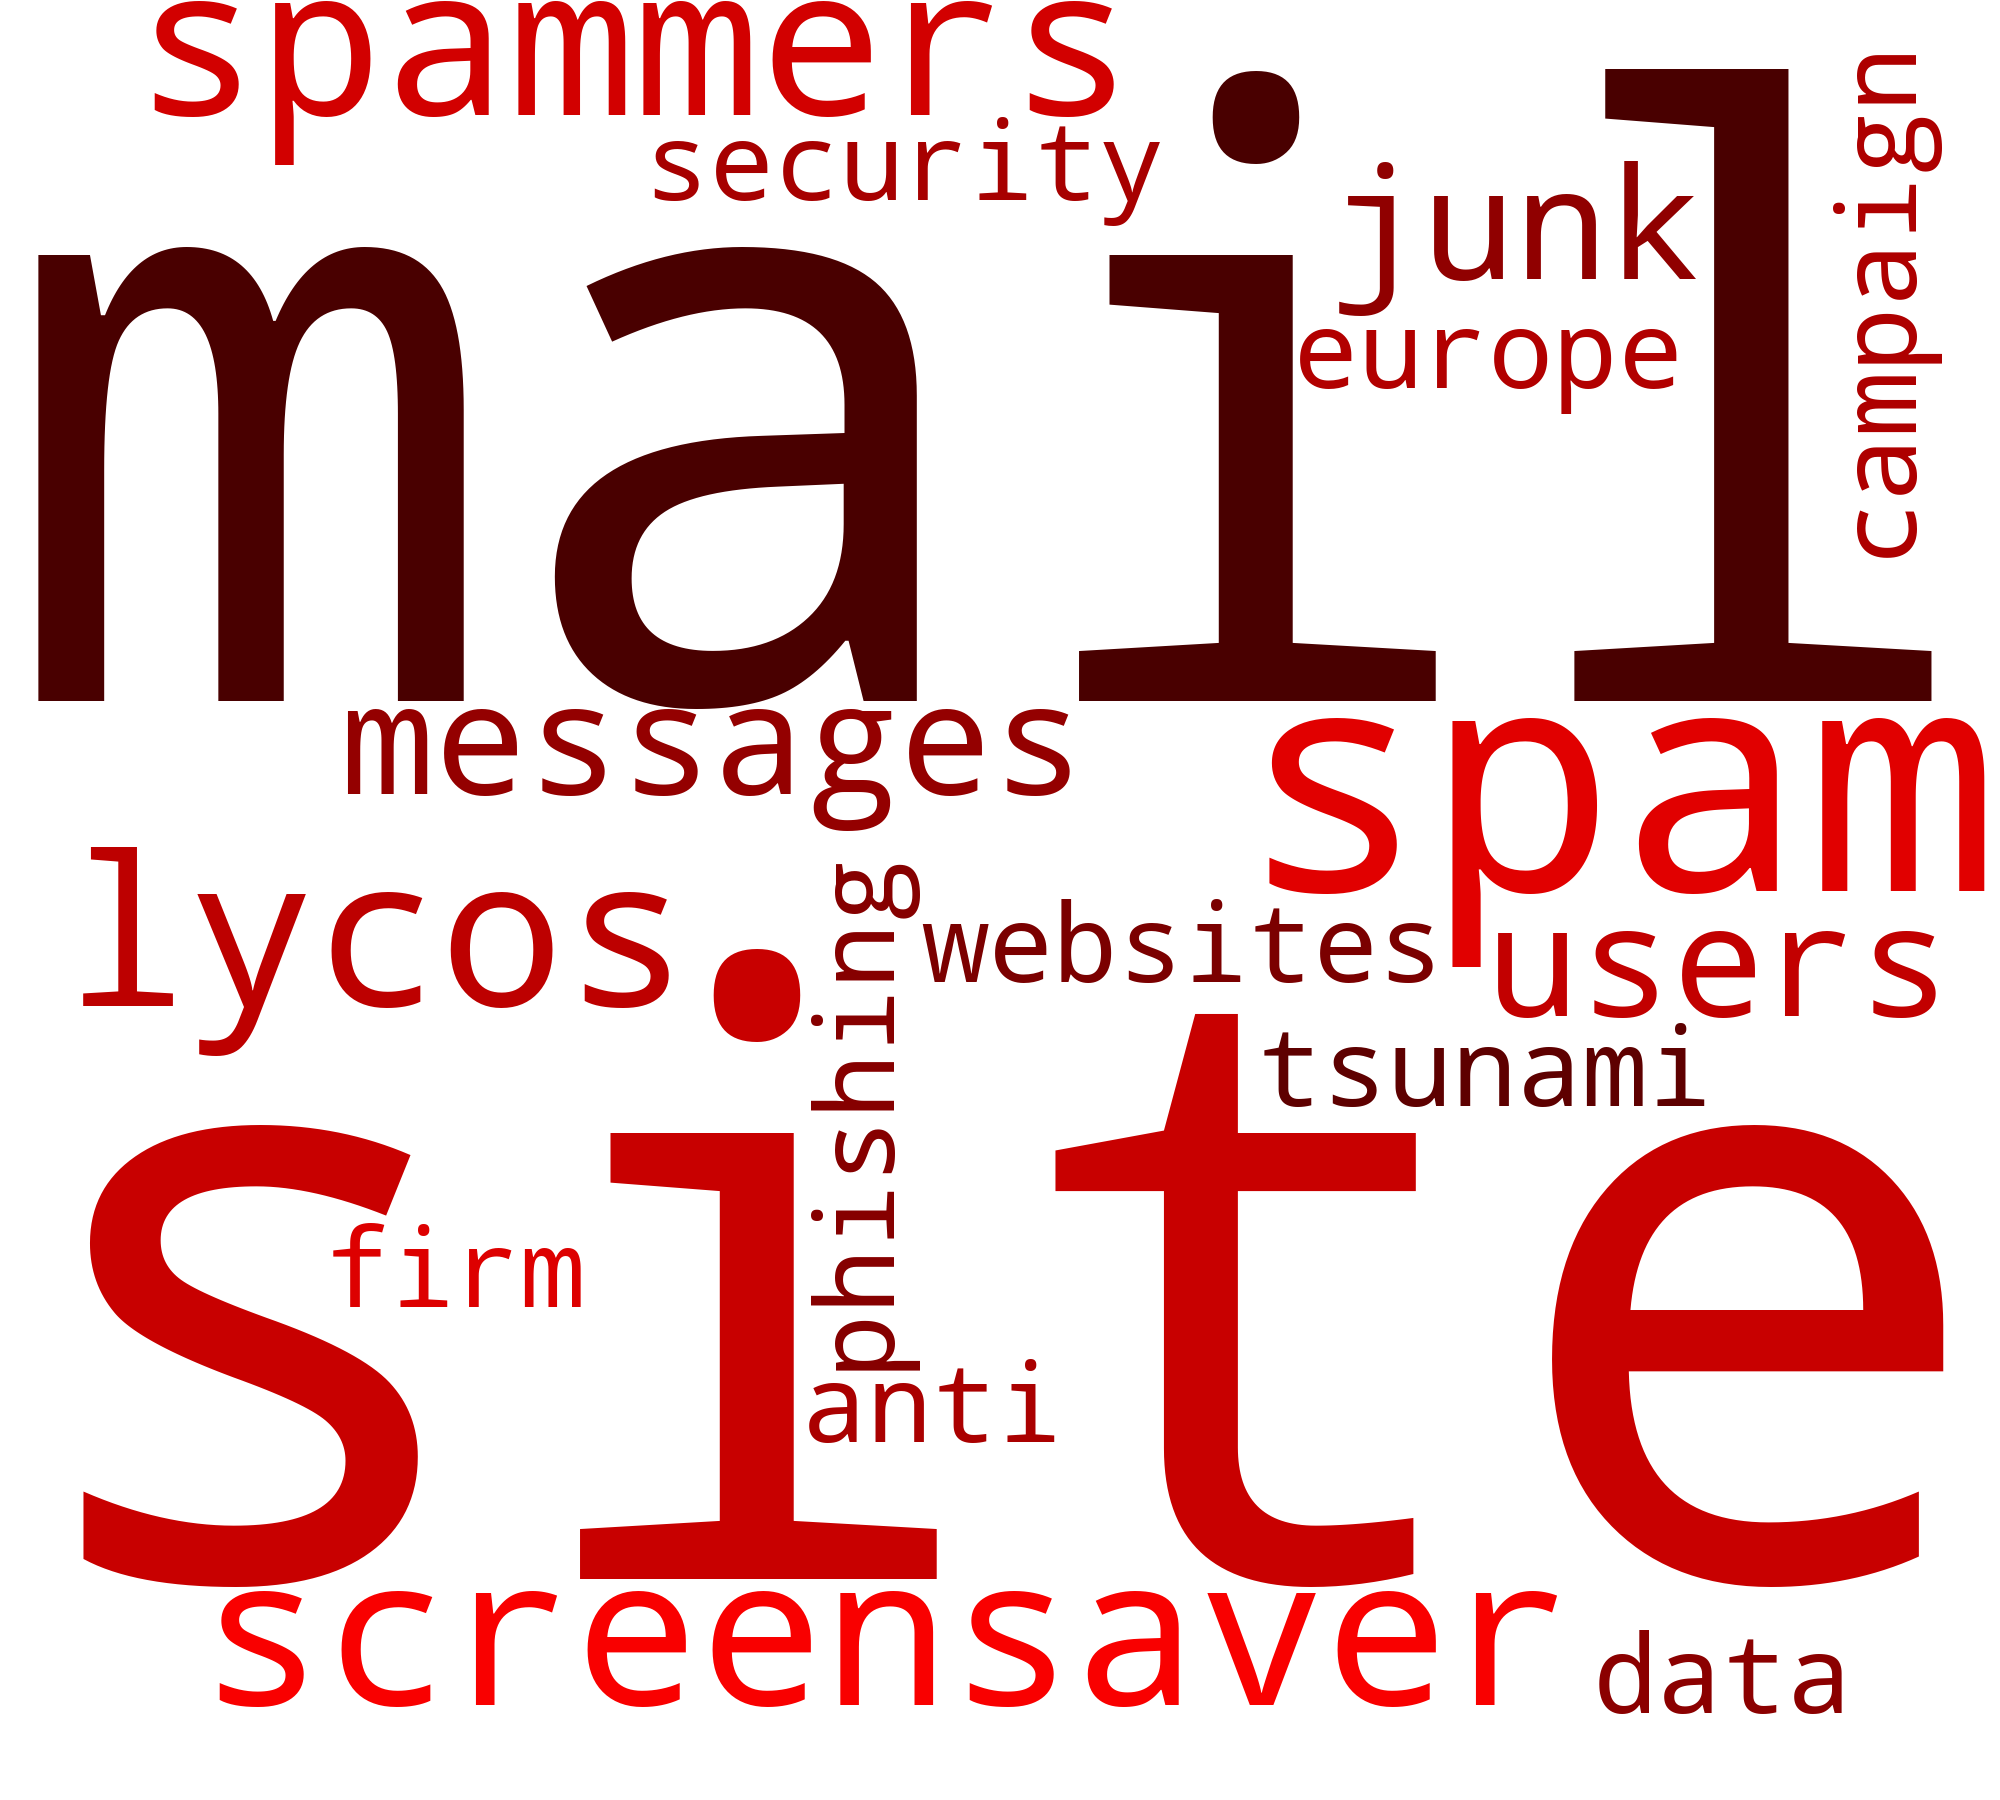 spammers
security
junk
campaign
mail
europe
messages
spam
lycos
phishing
websites
users
tsunami
site
firm
anti
screensaver
data